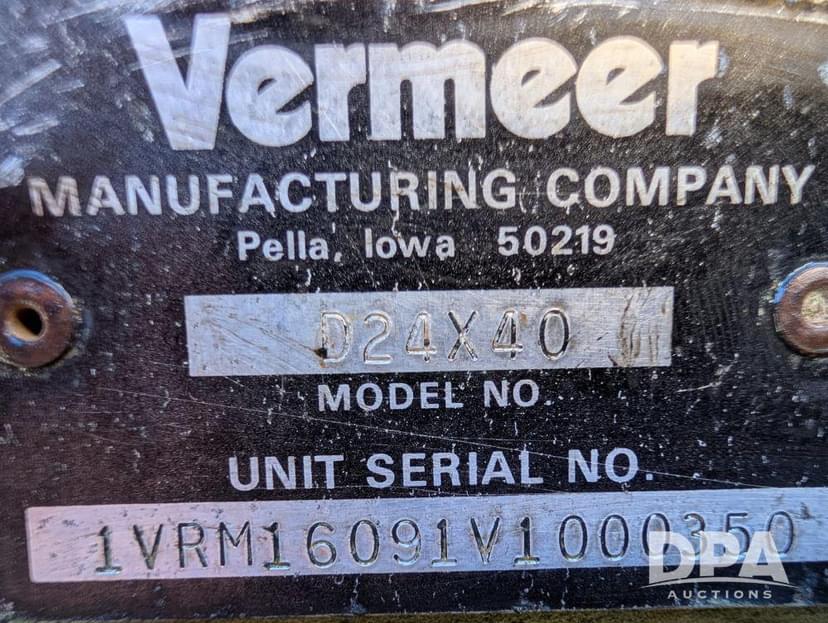 Vermeer
MANUFACTURING COMPANY
Pella, Iowa 50219
D24X40
MODEL NO.
UNIT SERIAL NO.
1VRM16091V1000350
DPA
AUCTIONS